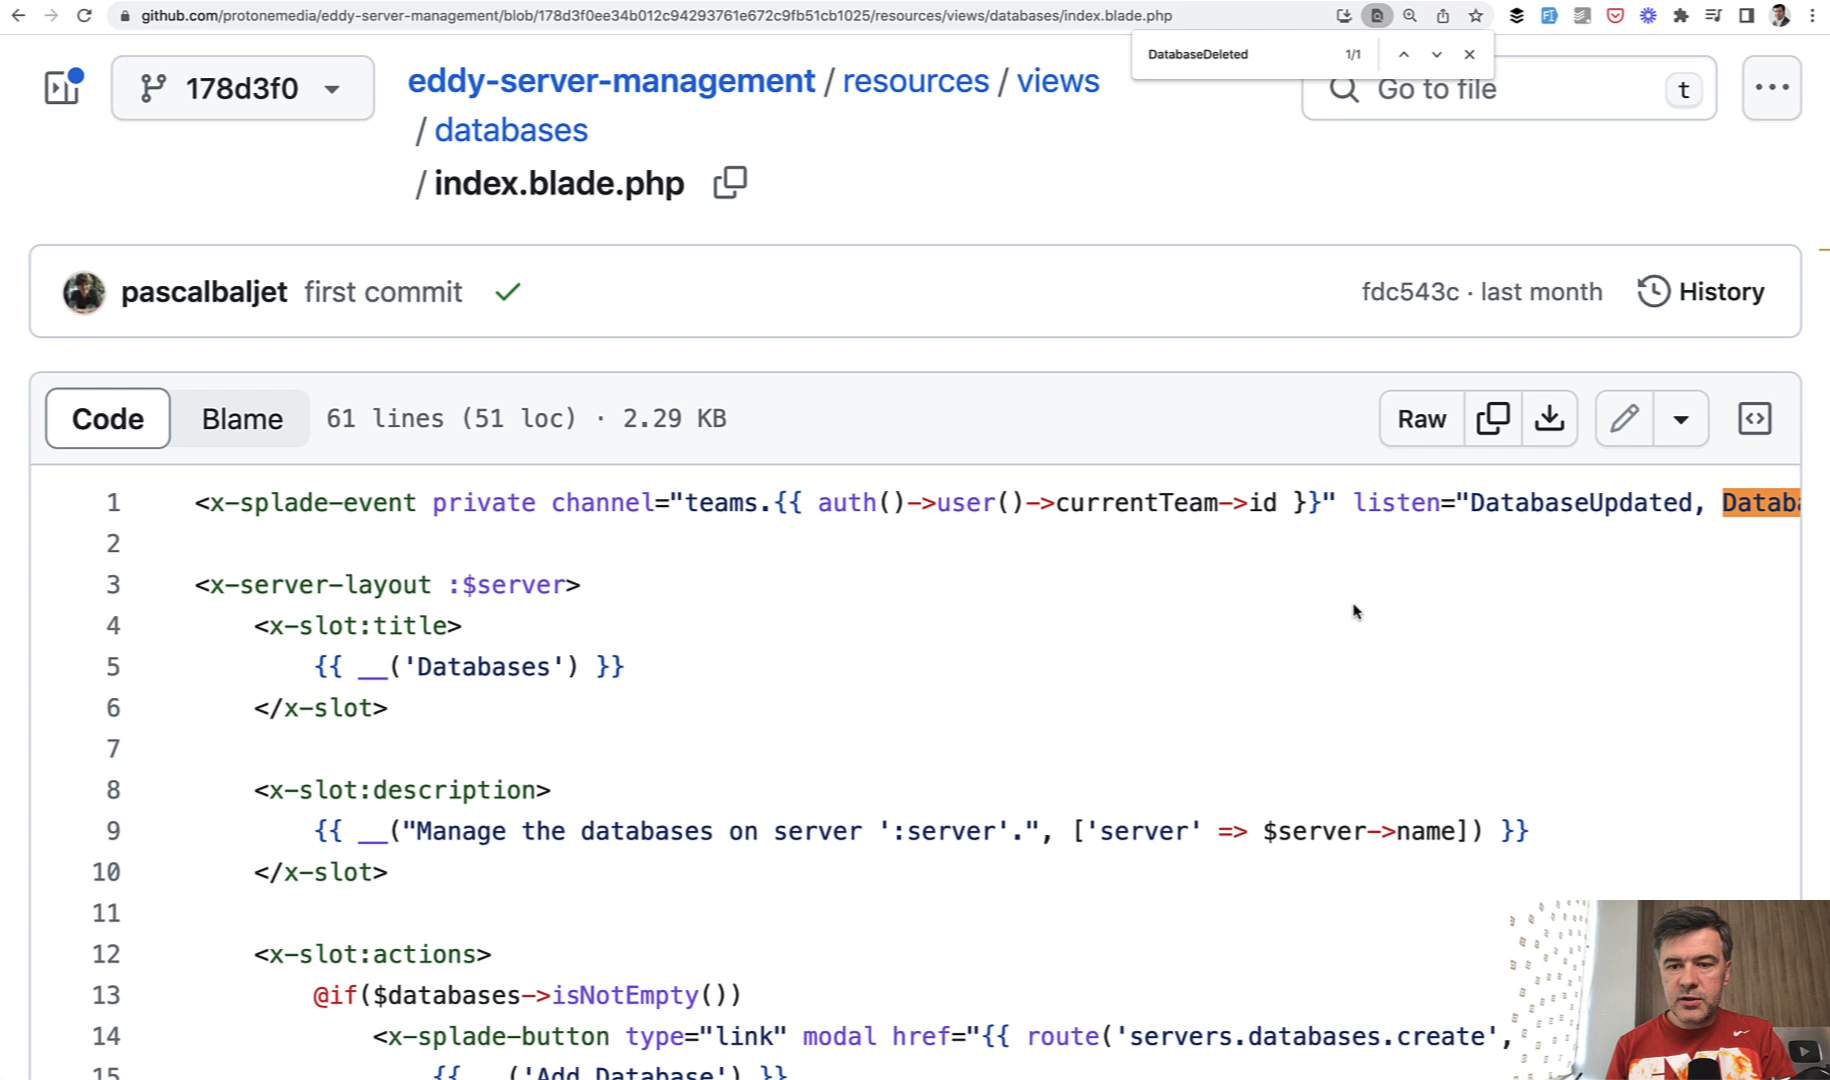 github.com/protonemedia/eddy-server-management/blob/178d3f0ee34b012c94293761e672c9fb51cb1025/resources/views/databases/index.blade.php
DatabaseDeleted 1/1
178d3f0
eddy-server-management / resources / views
/ databases
/ index.blade.php
Go to file
t
pascalbaljet first commit
fdc543c · last month
History
Code
Blame
61 lines (51 loc) · 2.29 KB
Raw
1 <x-splade-event private channel="teams.{{ auth()->user()->currentTeam->id }}" listen="DatabaseUpdated, Databa
2
3 <x-server-layout :$server>
4 <x-slot:title>
5 {{ __('Databases') }}
6 </x-slot>
7
8 <x-slot:description>
9 {{ __("Manage the databases on server ':server'.", ['server' => $server->name]) }}
10 </x-slot>
11
12 <x-slot:actions>
13 @if($databases->isNotEmpty())
14 <x-splade-button type="link" modal href="{{ route('servers.databases.create',
15 {{ __('Add Database') }}